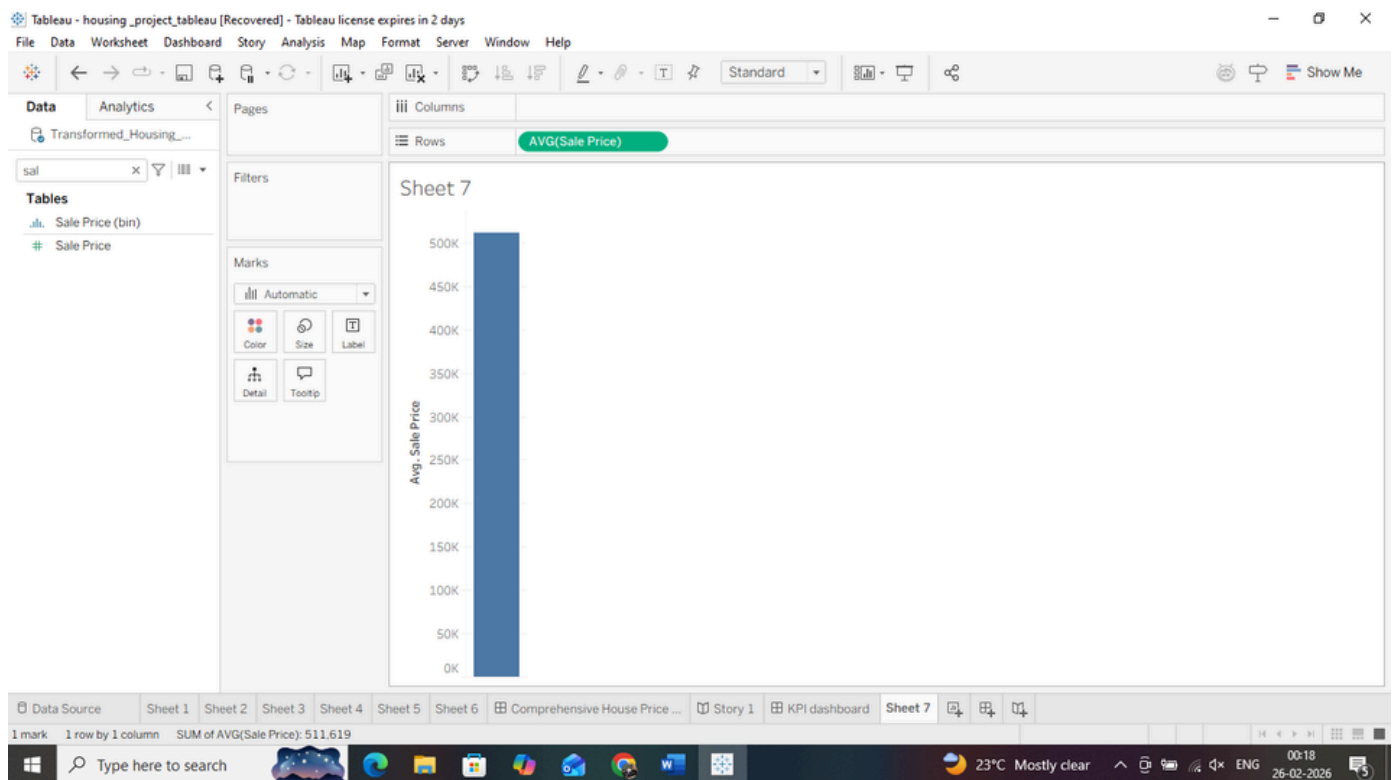 Tableau - housing _project_tableau [Recovered] - Tableau license expires in 2 days
File Data Worksheet Dashboard Story Analysis Map Format Server Window Help
Standard
Show Me
Data Analytics
Transformed_Housing_...
sal
Tables
Sale Price (bin)
# Sale Price
Pages
Filters
Marks
Automatic
Color Size Label
Detail Tooltip
iii Columns
Rows AVG(Sale Price)
Sheet 7
500K
450K
400K
350K
300K
250K
200K
150K
100K
50K
0K
Avg. Sale Price
Data Source Sheet 1 Sheet 2 Sheet 3 Sheet 4 Sheet 5 Sheet 6 Comprehensive House Price ... Story 1 KPI dashboard Sheet 7
1 mark 1 row by 1 column SUM of AVG(Sale Price): 511,619
Type here to search
23°C Mostly clear
ENG
00:18
26-02-2026
5